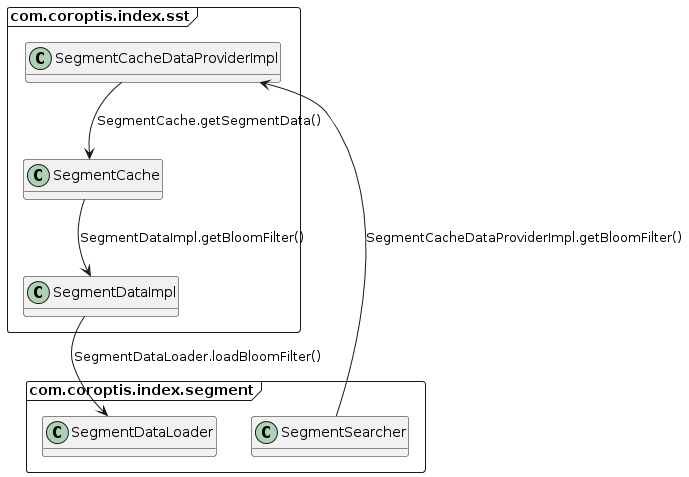 com.coroptis.index.sst
C SegmentCacheDataProviderImpl
SegmentCache.getSegmentData()
C SegmentCache
SegmentDataImpl.getBloomFilter()
SegmentCacheDataProviderImpl.getBloomFilter()
C SegmentDataImpl
SegmentDataLoader.loadBloomFilter()
com.coroptis.index.segment
C SegmentDataLoader
C SegmentSearcher